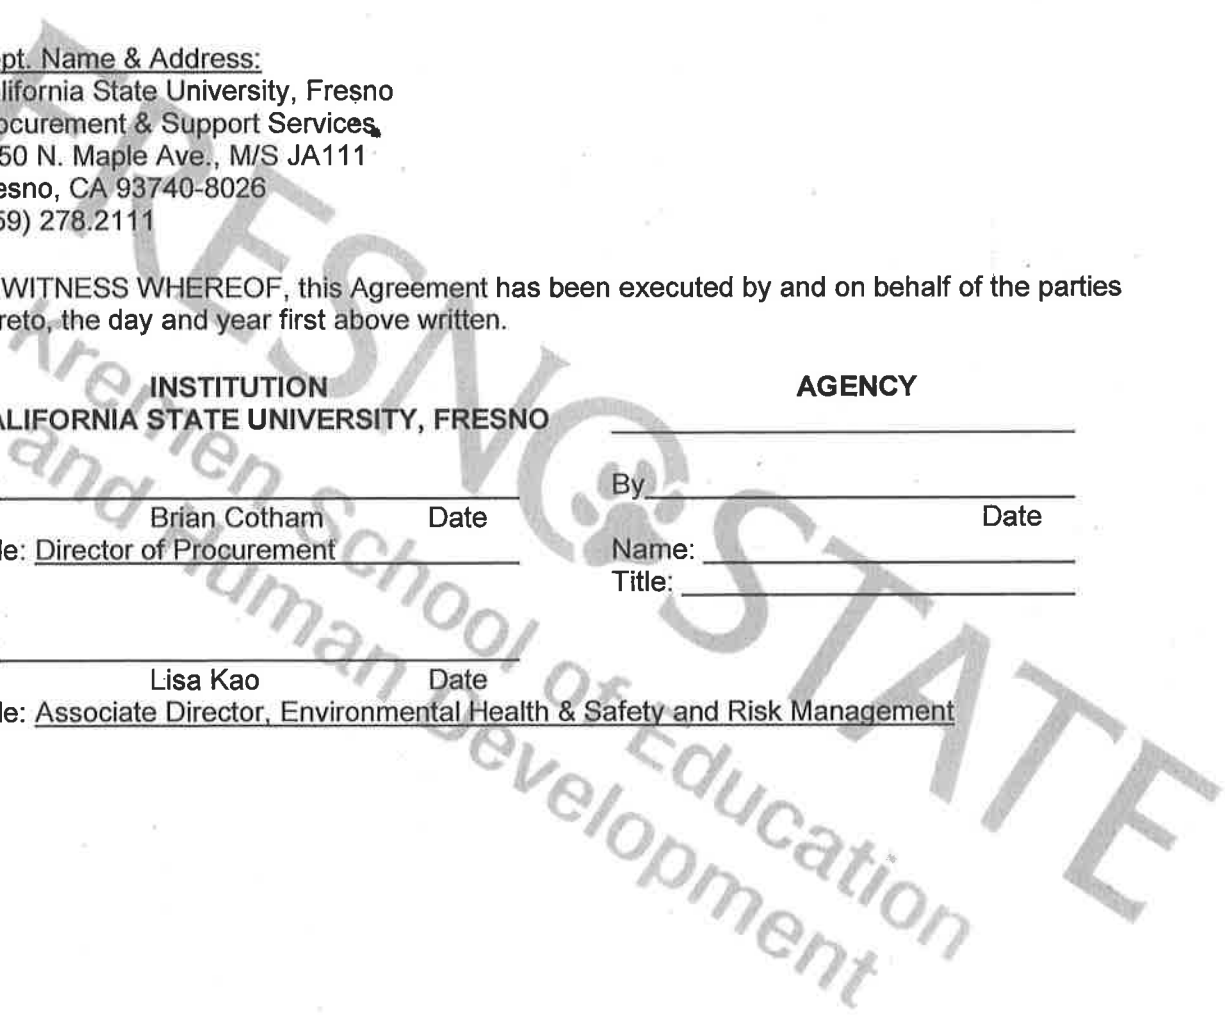 pt. Name & Address:
lifornia State University, Fresno
ocurement & Support Services
50 N. Maple Ave., M/S JA111
esno, CA 93740-8026
59) 278.2111
WITNESS WHEREOF, this Agreement has been executed by and on behalf of the parties
reto, the day and year first above written.
INSTITUTION
ALIFORNIA STATE UNIVERSITY, FRESNO
Brian Cotham Date
le: Director of Procurement
Lisa Kao Date
le: Associate Director, Environmental Health & Safety and Risk Management
AGENCY
By
Date
Name:
Title:
FRESNO STATE
Kremen School of Education
and Human Development